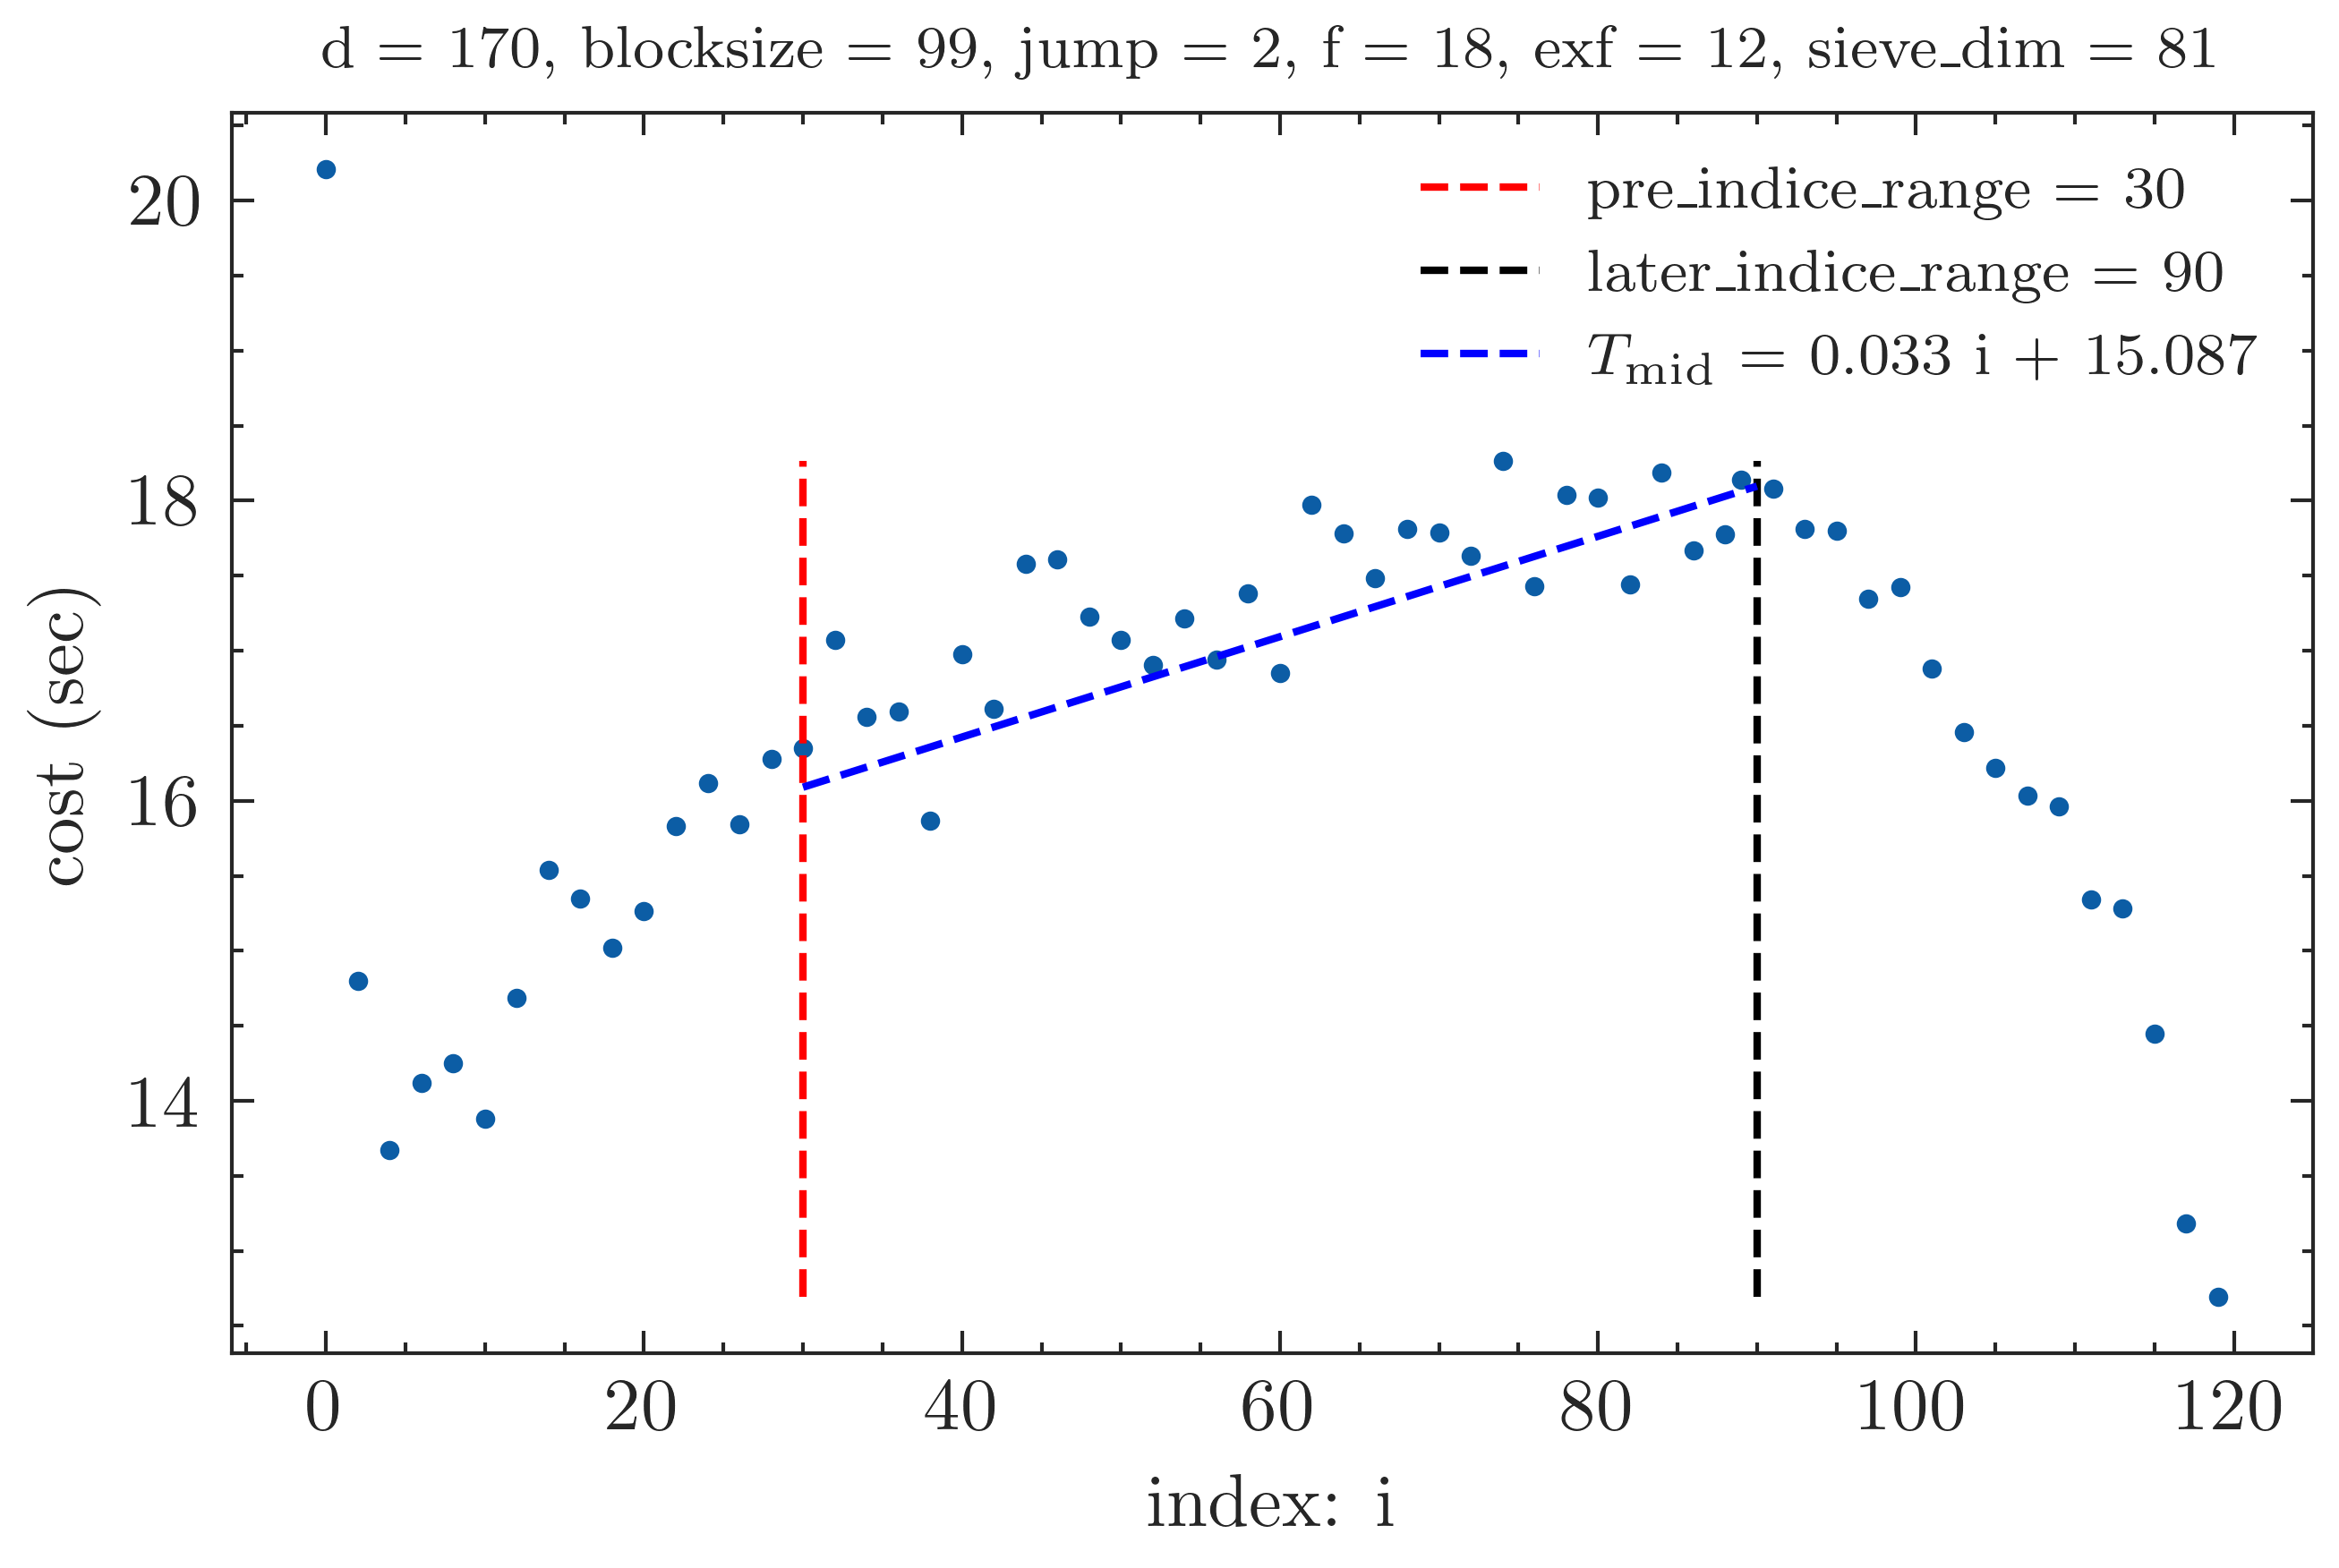 d = 170, blocksize = 99, jump = 2, f = 18, exf = 12, sieve_dim = 81
pre_indice_range = 30
later_indice_range = 90
T_mid = 0.033 i + 15.087
cost (sec)
20
18
16
14
0 20 40 60 80 100 120
index: i